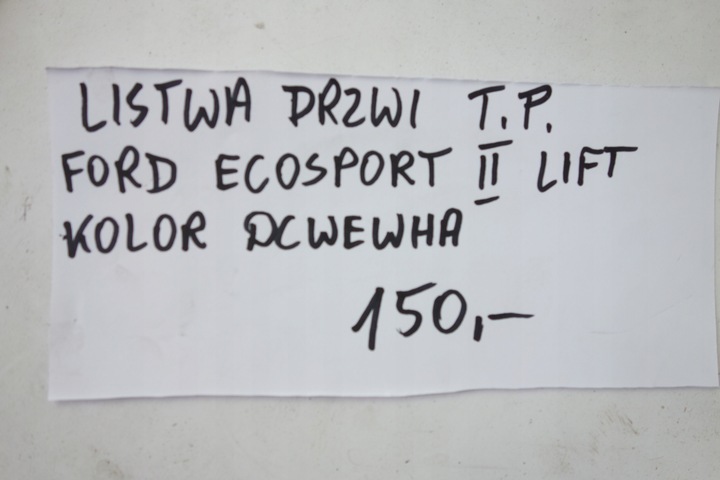 LISTWA DRZWI T.P.
FORD ECOSPORT II LIFT
KOLOR DCWEWHA
150,-